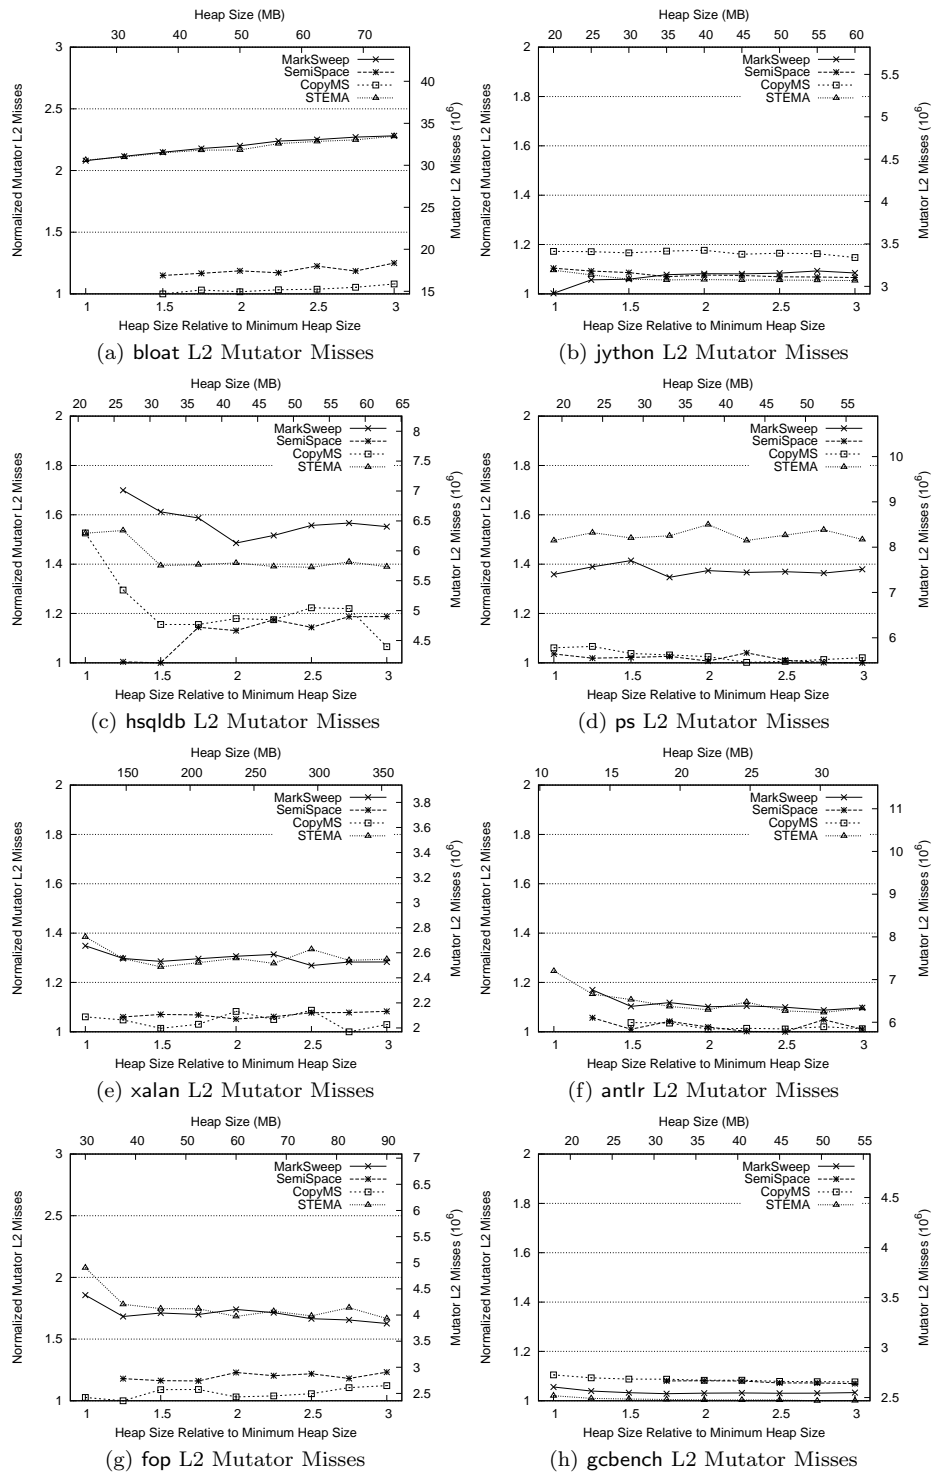 Heap Size (MB)
30 40 50 60 70
Normalized Mutator L2 Misses
3
2.5
2
1.5
1
MarkSweep
SemiSpace
CopyMS
STEMA
40
35
30
25
20
15
Mutator L2 Misses (10^6)
1 1.5 2 2.5 3
Heap Size Relative to Minimum Heap Size
(a) bloat L2 Mutator Misses
Heap Size (MB)
20 25 30 35 40 45 50 55 60
Normalized Mutator L2 Misses
2
1.8
1.6
1.4
1.2
1
MarkSweep
SemiSpace
CopyMS
STEMA
5.5
5
4.5
4
3.5
3
Mutator L2 Misses (10^6)
1 1.5 2 2.5 3
Heap Size Relative to Minimum Heap Size
(b) jython L2 Mutator Misses
Heap Size (MB)
20 25 30 35 40 45 50 55 60 65
Normalized Mutator L2 Misses
2
1.8
1.6
1.4
1.2
1
MarkSweep
SemiSpace
CopyMS
STEMA
8
7.5
7
6.5
6
5.5
5
4.5
Mutator L2 Misses (10^6)
1 1.5 2 2.5 3
Heap Size Relative to Minimum Heap Size
(c) hsqldb L2 Mutator Misses
Heap Size (MB)
20 25 30 35 40 45 50 55
Normalized Mutator L2 Misses
2
1.8
1.6
1.4
1.2
1
MarkSweep
SemiSpace
CopyMS
STEMA
10
9
8
7
6
Mutator L2 Misses (10^6)
1 1.5 2 2.5 3
Heap Size Relative to Minimum Heap Size
(d) ps L2 Mutator Misses
Heap Size (MB)
150 200 250 300 350
Normalized Mutator L2 Misses
2
1.8
1.6
1.4
1.2
1
MarkSweep
SemiSpace
CopyMS
STEMA
3.8
3.6
3.4
3.2
3
2.8
2.6
2.4
2.2
2
Mutator L2 Misses (10^6)
1 1.5 2 2.5 3
Heap Size Relative to Minimum Heap Size
(e) xalan L2 Mutator Misses
Heap Size (MB)
10 15 20 25 30
Normalized Mutator L2 Misses
2
1.8
1.6
1.4
1.2
1
MarkSweep
SemiSpace
CopyMS
STEMA
11
10
9
8
7
6
Mutator L2 Misses (10^6)
1 1.5 2 2.5 3
Heap Size Relative to Minimum Heap Size
(f) antlr L2 Mutator Misses
Heap Size (MB)
30 40 50 60 70 80 90
Normalized Mutator L2 Misses
3
2.5
2
1.5
1
MarkSweep
SemiSpace
CopyMS
STEMA
7
6.5
6
5.5
5
4.5
4
3.5
3
2.5
Mutator L2 Misses (10^6)
1 1.5 2 2.5 3
Heap Size Relative to Minimum Heap Size
(g) fop L2 Mutator Misses
Heap Size (MB)
20 25 30 35 40 45 50 55
Normalized Mutator L2 Misses
2
1.8
1.6
1.4
1.2
1
MarkSweep
SemiSpace
CopyMS
STEMA
4.5
4
3.5
3
2.5
Mutator L2 Misses (10^6)
1 1.5 2 2.5 3
Heap Size Relative to Minimum Heap Size
(h) gcbench L2 Mutator Misses